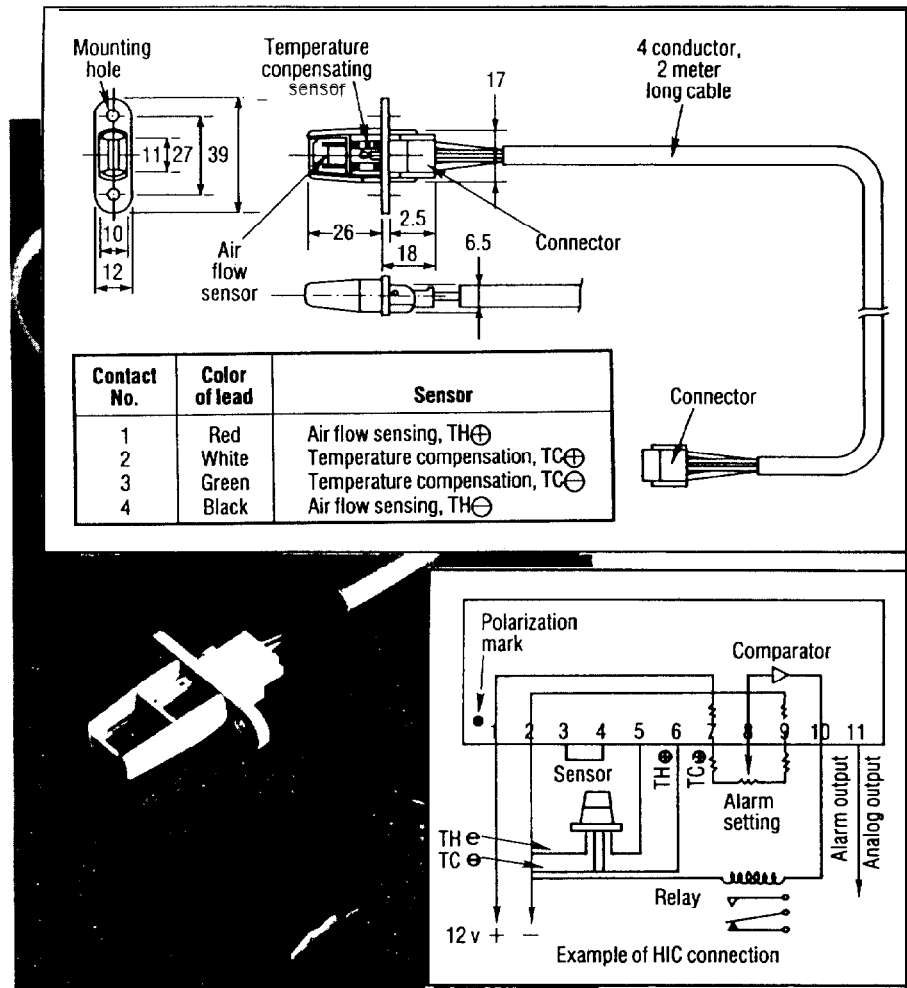 Mounting
hole
Temperature
conpensating
sensor
4 conductor,
2 meter
long cable
17
11 27 39
10
12
26
2.5
18
6.5
Air
flow
sensor
Connector
Connector
Contact No. Color of lead Sensor
1 Red Air flow sensing, TH⊕
2 White Temperature compensation, TC⊕
3 Green Temperature compensation, TC⊖
4 Black Air flow sensing, TH⊖
Polarization
mark
Comparator
1 2 3 4 5 6 7 8 9 10 11
Sensor
TH⊕
TC⊕
Alarm
setting
Alarm output
Analog output
TH ⊖
TC ⊖
Relay
12 v + −
Example of HIC connection